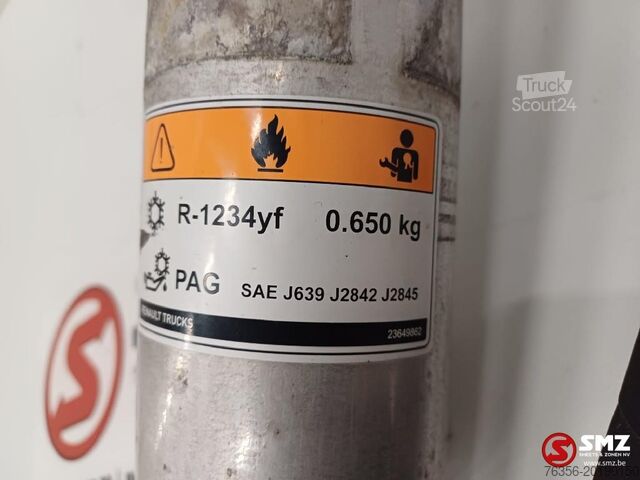 Truck
Scout24
R-1234yf 0.650 kg
PAG SAE J639 J2842 J2845
RENAULT TRUCKS 23649862
SMZ
SMEETS & ZONEN NV
www.smz.be